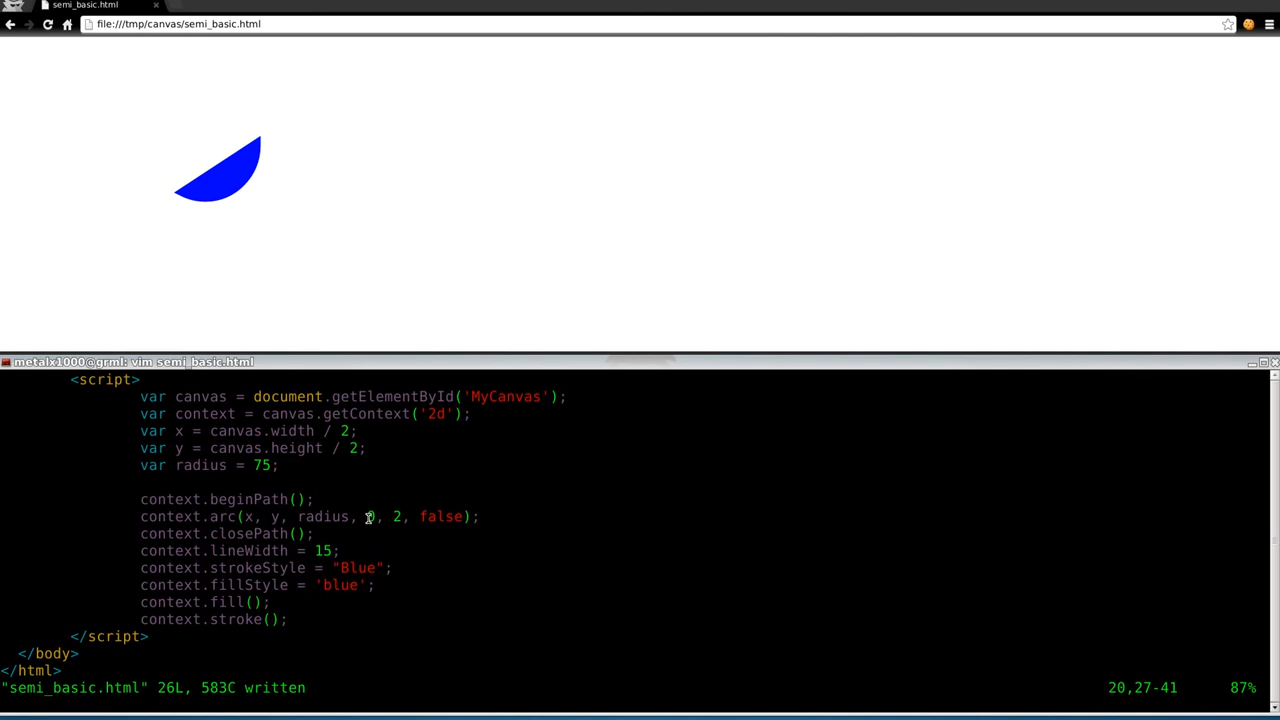 semi_basic.html
file:///tmp/canvas/semi_basic.html
metalx1000@grml: vim semi_basic.html
<script>
var canvas = document.getElementById('MyCanvas');
var context = canvas.getContext('2d');
var x = canvas.width / 2;
var y = canvas.height / 2;
var radius = 75;
context.beginPath();
context.arc(x, y, radius, 0, 2, false);
context.closePath();
context.lineWidth = 15;
context.strokeStyle = "Blue";
context.fillStyle = 'blue';
context.fill();
context.stroke();
</script>
</body>
</html>
"semi_basic.html" 26L, 583C written 20,27-41 87%